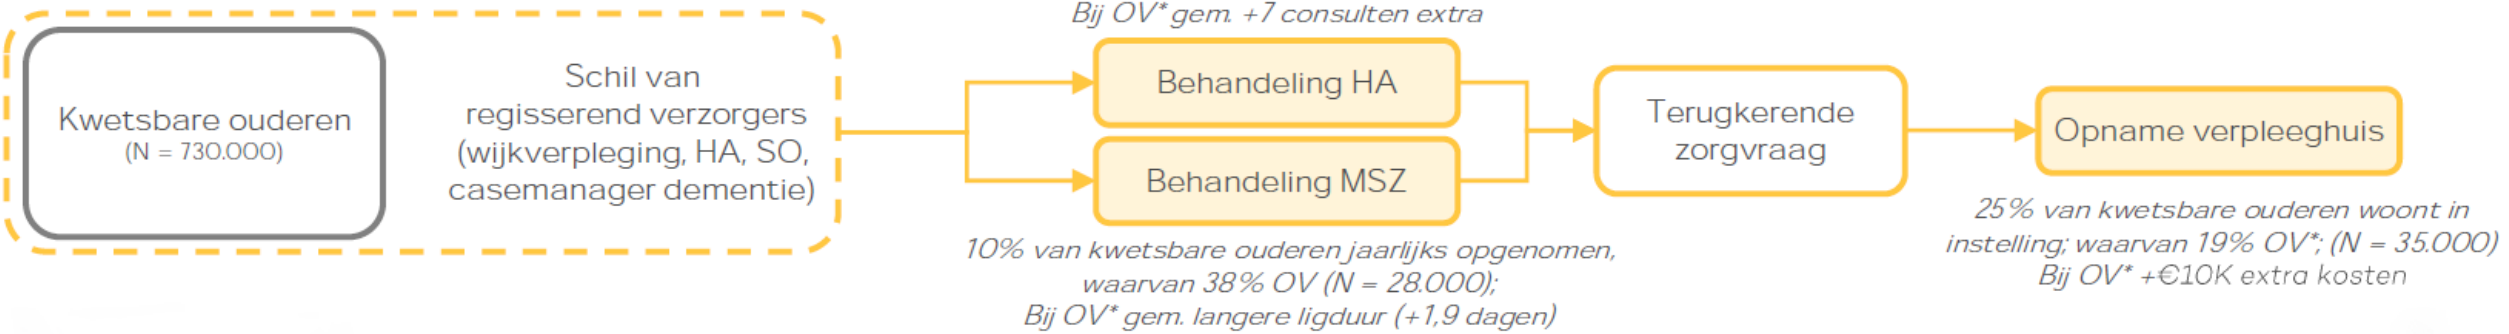 Kwetsbare ouderen
(N = 730.000)
Schil van
regisserend verzorgers
(wijkverpleging, HA, SO,
casemanager dementie)
Bij OV* gem. +7 consulten extra
Behandeling HA
Behandeling MSZ
10% van kwetsbare ouderen jaarlijks opgenomen,
waarvan 38% OV (N = 28.000);
Bij OV* gem. langere ligduur (+1,9 dagen)
Terugkerende
zorgvraag
Opname verpleeghuis
25% van kwetsbare ouderen woont in
instelling; waarvan 19% OV*; (N = 35.000)
Bij OV* +€10K extra kosten